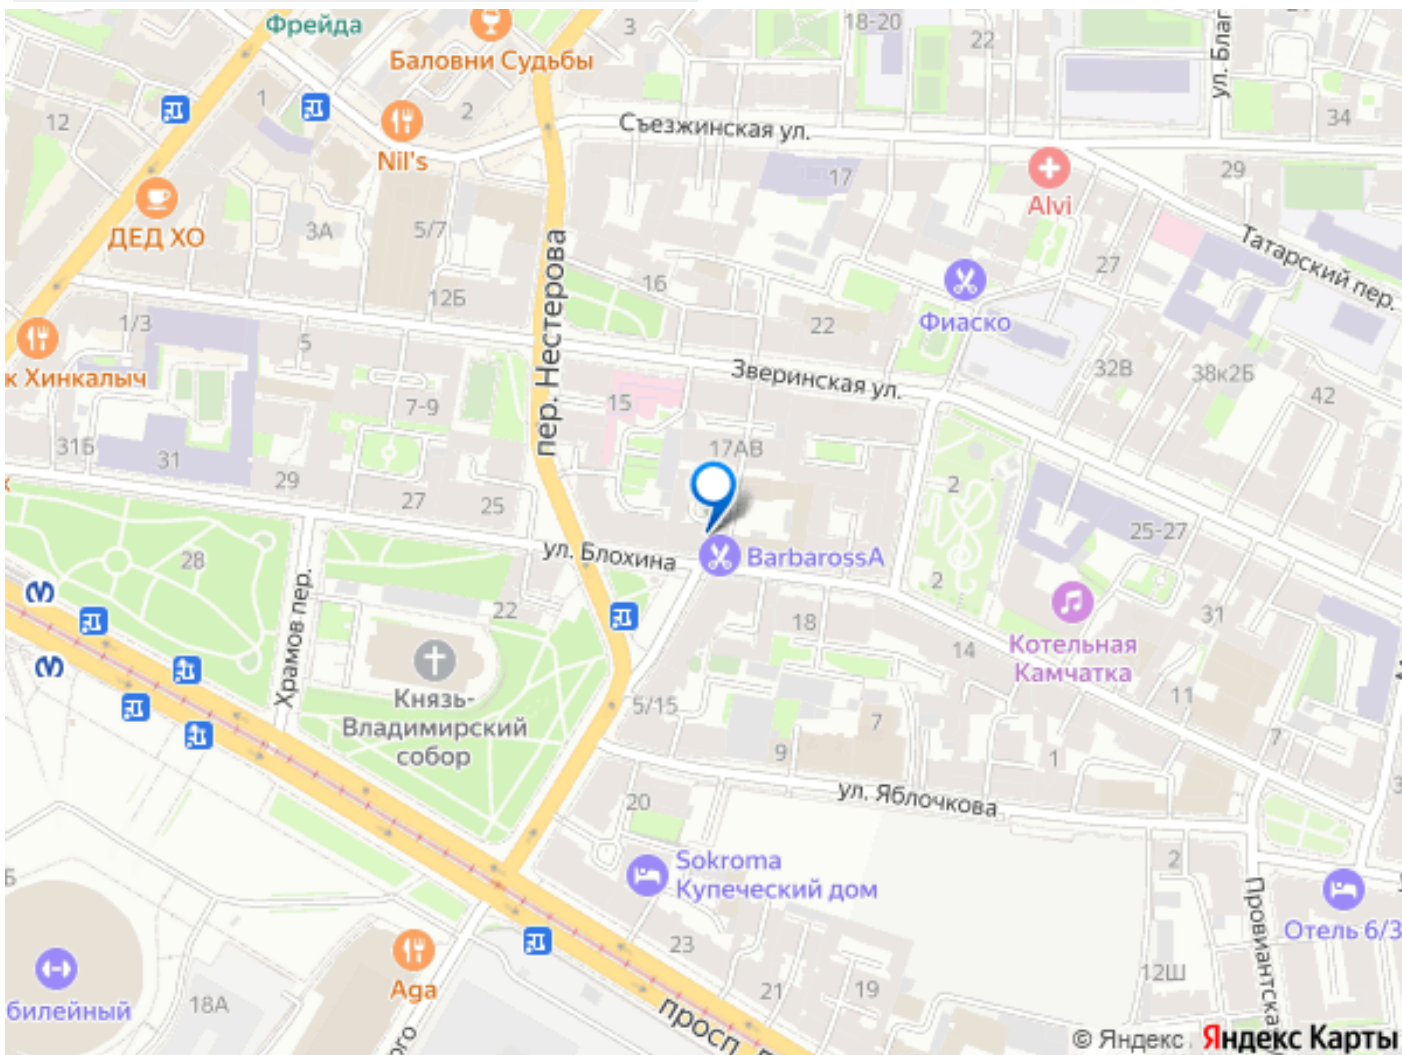 Фрейда
Баловни Судьбы
3
18-20
22
ул. Благ
12
1
2
Съезжинская ул.
34
Nil's
17
Alvi
29
ДЕД ХО
3А
5/7
пер. Нестерова
Татарский пер.
27
16
12Б
22
Фиаско
1/3
5
к Хинкалыч
Зверинская ул.
32В
38к2Б
42
7-9
15
31Б
31
17АВ
29
27
25
2
25-27
28
ул. Блохина
BarbarossA
2
Храмов пер.
22
18
31
14
Котельная
Камчатка
Князь-
Владимирский
собор
5/15
7
11
9
1
7
ул. Яблочкова
20
2
Sokroma
Купеческий дом
Провиантска
Отель 6/3
23
12Ш
Aga
21
19
18А
билейный
просп.
ого
© Яндекс
Яндекс Карты